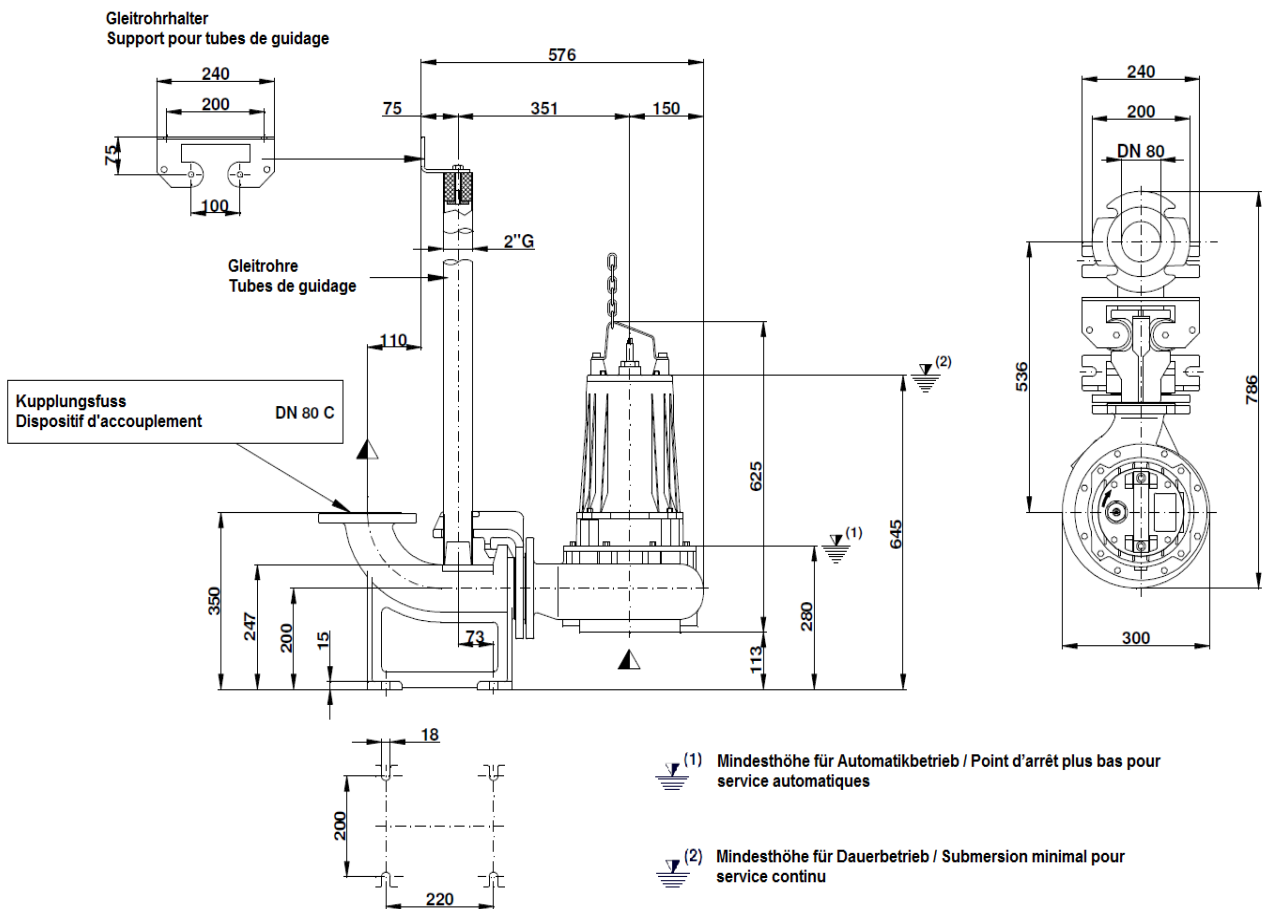 Gleitrohrhalter
Support pour tubes de guidage
240
200
75
100
576
75
351
150
2''G
Gleitrohre
Tubes de guidage
110
Kupplungsfuss
Dispositif d'accouplement
DN 80 C
350
247
200
15
73
625
113
280
645
(1)
(2)
240
200
DN 80
536
786
300
18
200
220
(1) Mindesthöhe für Automatikbetrieb / Point d'arrêt plus bas pour
service automatiques
(2) Mindesthöhe für Dauerbetrieb / Submersion minimal pour
service continu